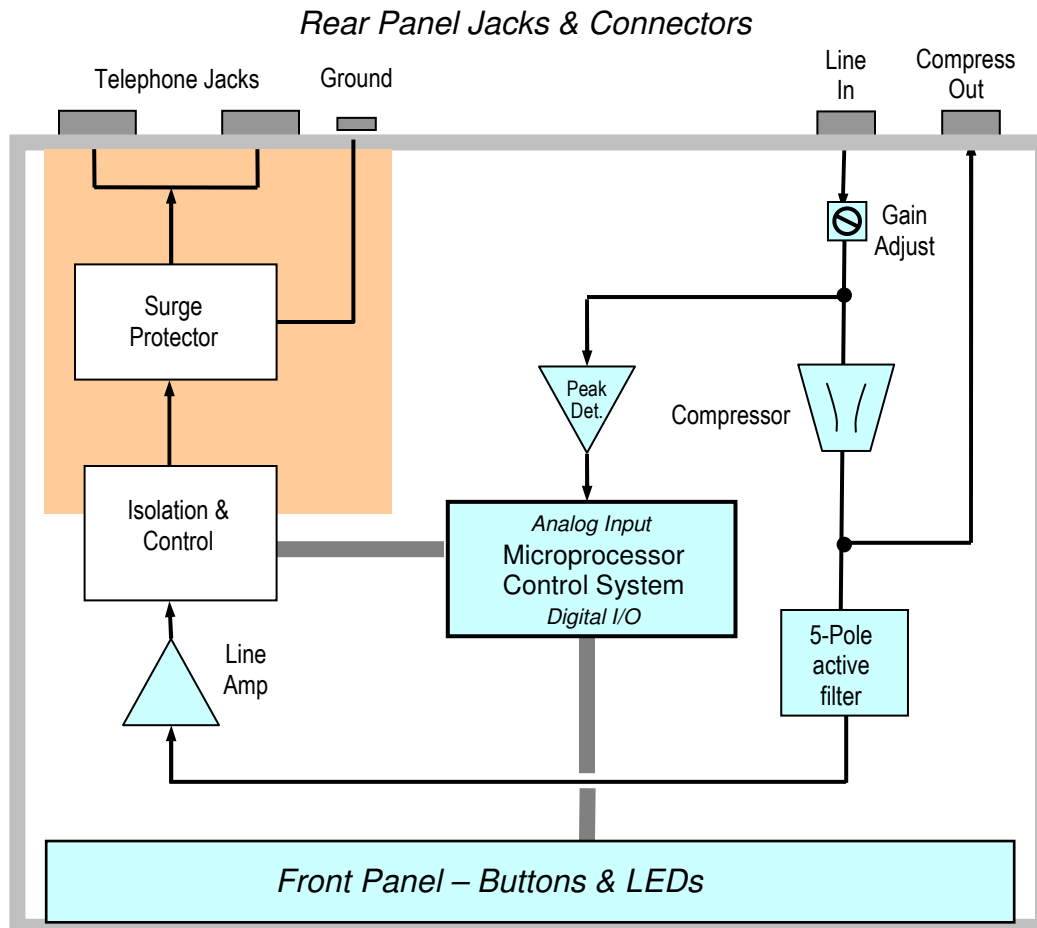 Rear Panel Jacks & Connectors
Telephone Jacks
Ground
Line
In
Compress
Out
Gain
Adjust
Surge
Protector
Peak
Det.
Compressor
Isolation &
Control
Analog Input
Microprocessor
Control System
Digital I/O
5-Pole
active
filter
Line
Amp
Front Panel – Buttons & LEDs